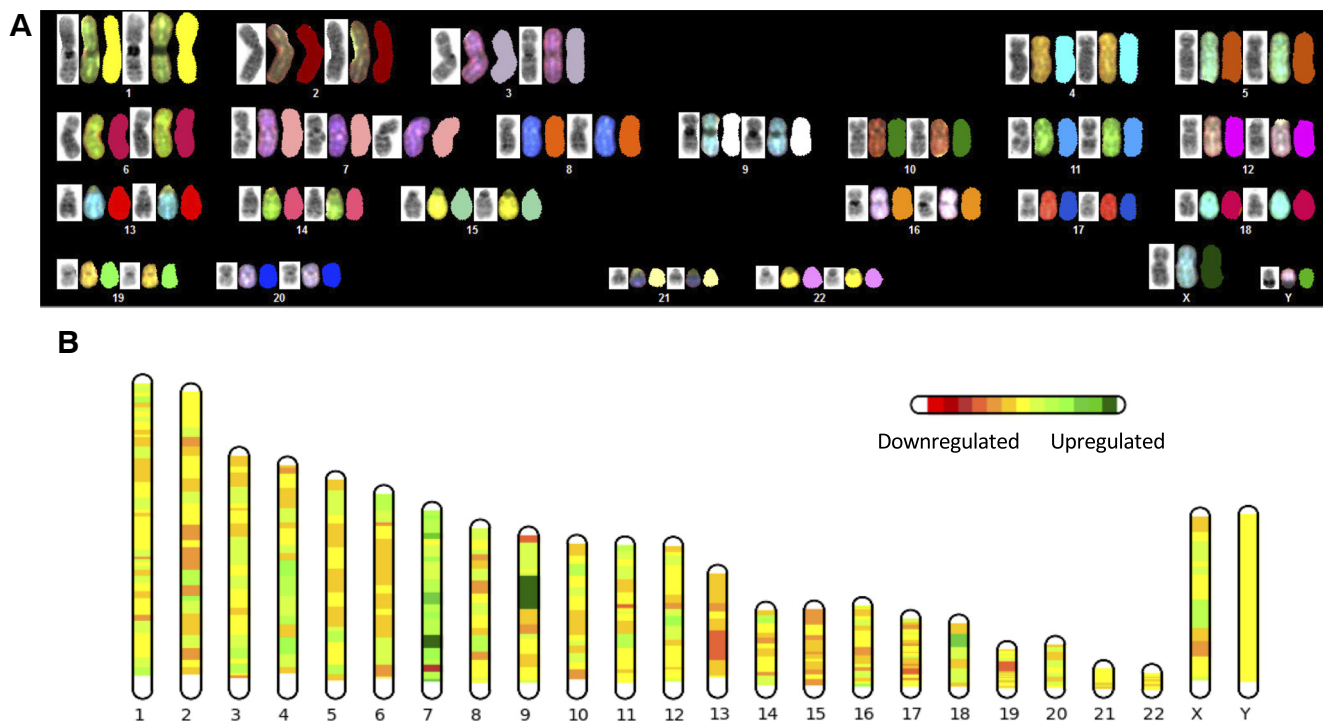 A
1 2 3 4 5
6 7 8 9 10 11 12
13 14 15 16 17 18
19 20 21 22 X Y
B
Downregulated Upregulated
1 2 3 4 5 6 7 8 9 10 11 12 13 14 15 16 17 18 19 20 21 22 X Y